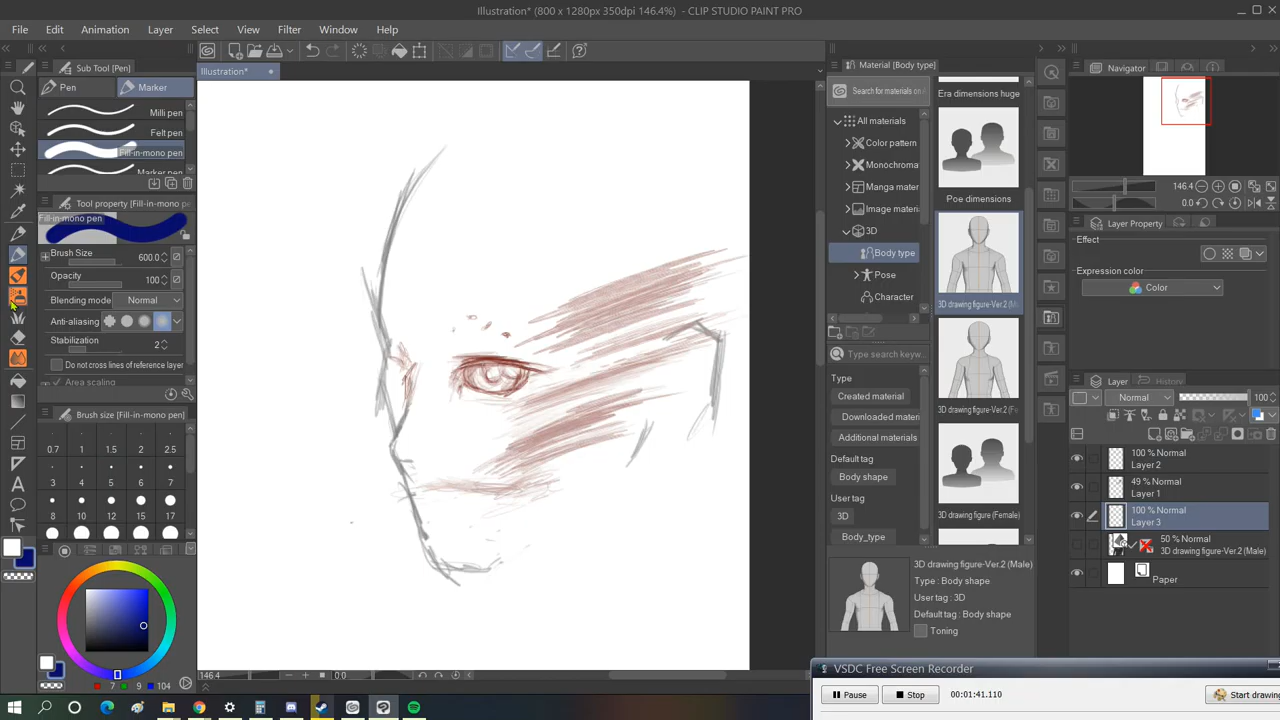 Illustration* (800 x 1280px 350dpi 146.4%) - CLIP STUDIO PAINT PRO
File Edit Animation Layer Select View Filter Window Help
Sub Tool [Pen]
Pen
Marker
Milli pen
Felt pen
Fill-in-mono pen
Marker pen
Tool property [Fill-in-mono pe
Fill-in-mono pen
Brush Size 600.0
Opacity 100
Blending mode Normal
Anti-aliasing
Stabilization 2
Do not cross lines of reference layer
Area scaling
Brush size [Fill-in-mono pen]
0.7 1 1.5 2 2.5
3 4 5 6 7
8 10 12 15 17
7 9 104
Illustration*
146.4
0.0
Material [Body type]
Search for materials on A
All materials
Color pattern
Monochroma
Manga mater
Image materi
3D
Body type
Pose
Character
Type search keyw
Type
Created material
Downloaded mater
Additional materials
Default tag
Body shape
User tag
3D
Body_type
Era dimensions huge
Poe dimensions
3D drawing figure-Ver.2 (Ma
3D drawing figure-Ver.2 (Fe
3D drawing figure (Female)
3D drawing figure-Ver.2 (Male)
Type : Body shape
User tag : 3D
Default tag : Body shape
Toning
Navigator
146.4
0.0
Layer Property
Effect
Expression color
Color
Layer
History
Normal 100
100 % Normal
Layer 2
49 % Normal
Layer 1
100 % Normal
Layer 3
50 % Normal
3D drawing figure-Ver.2 (Male)
Paper
VSDC Free Screen Recorder
Pause Stop 00:01:41.110 Start drawing